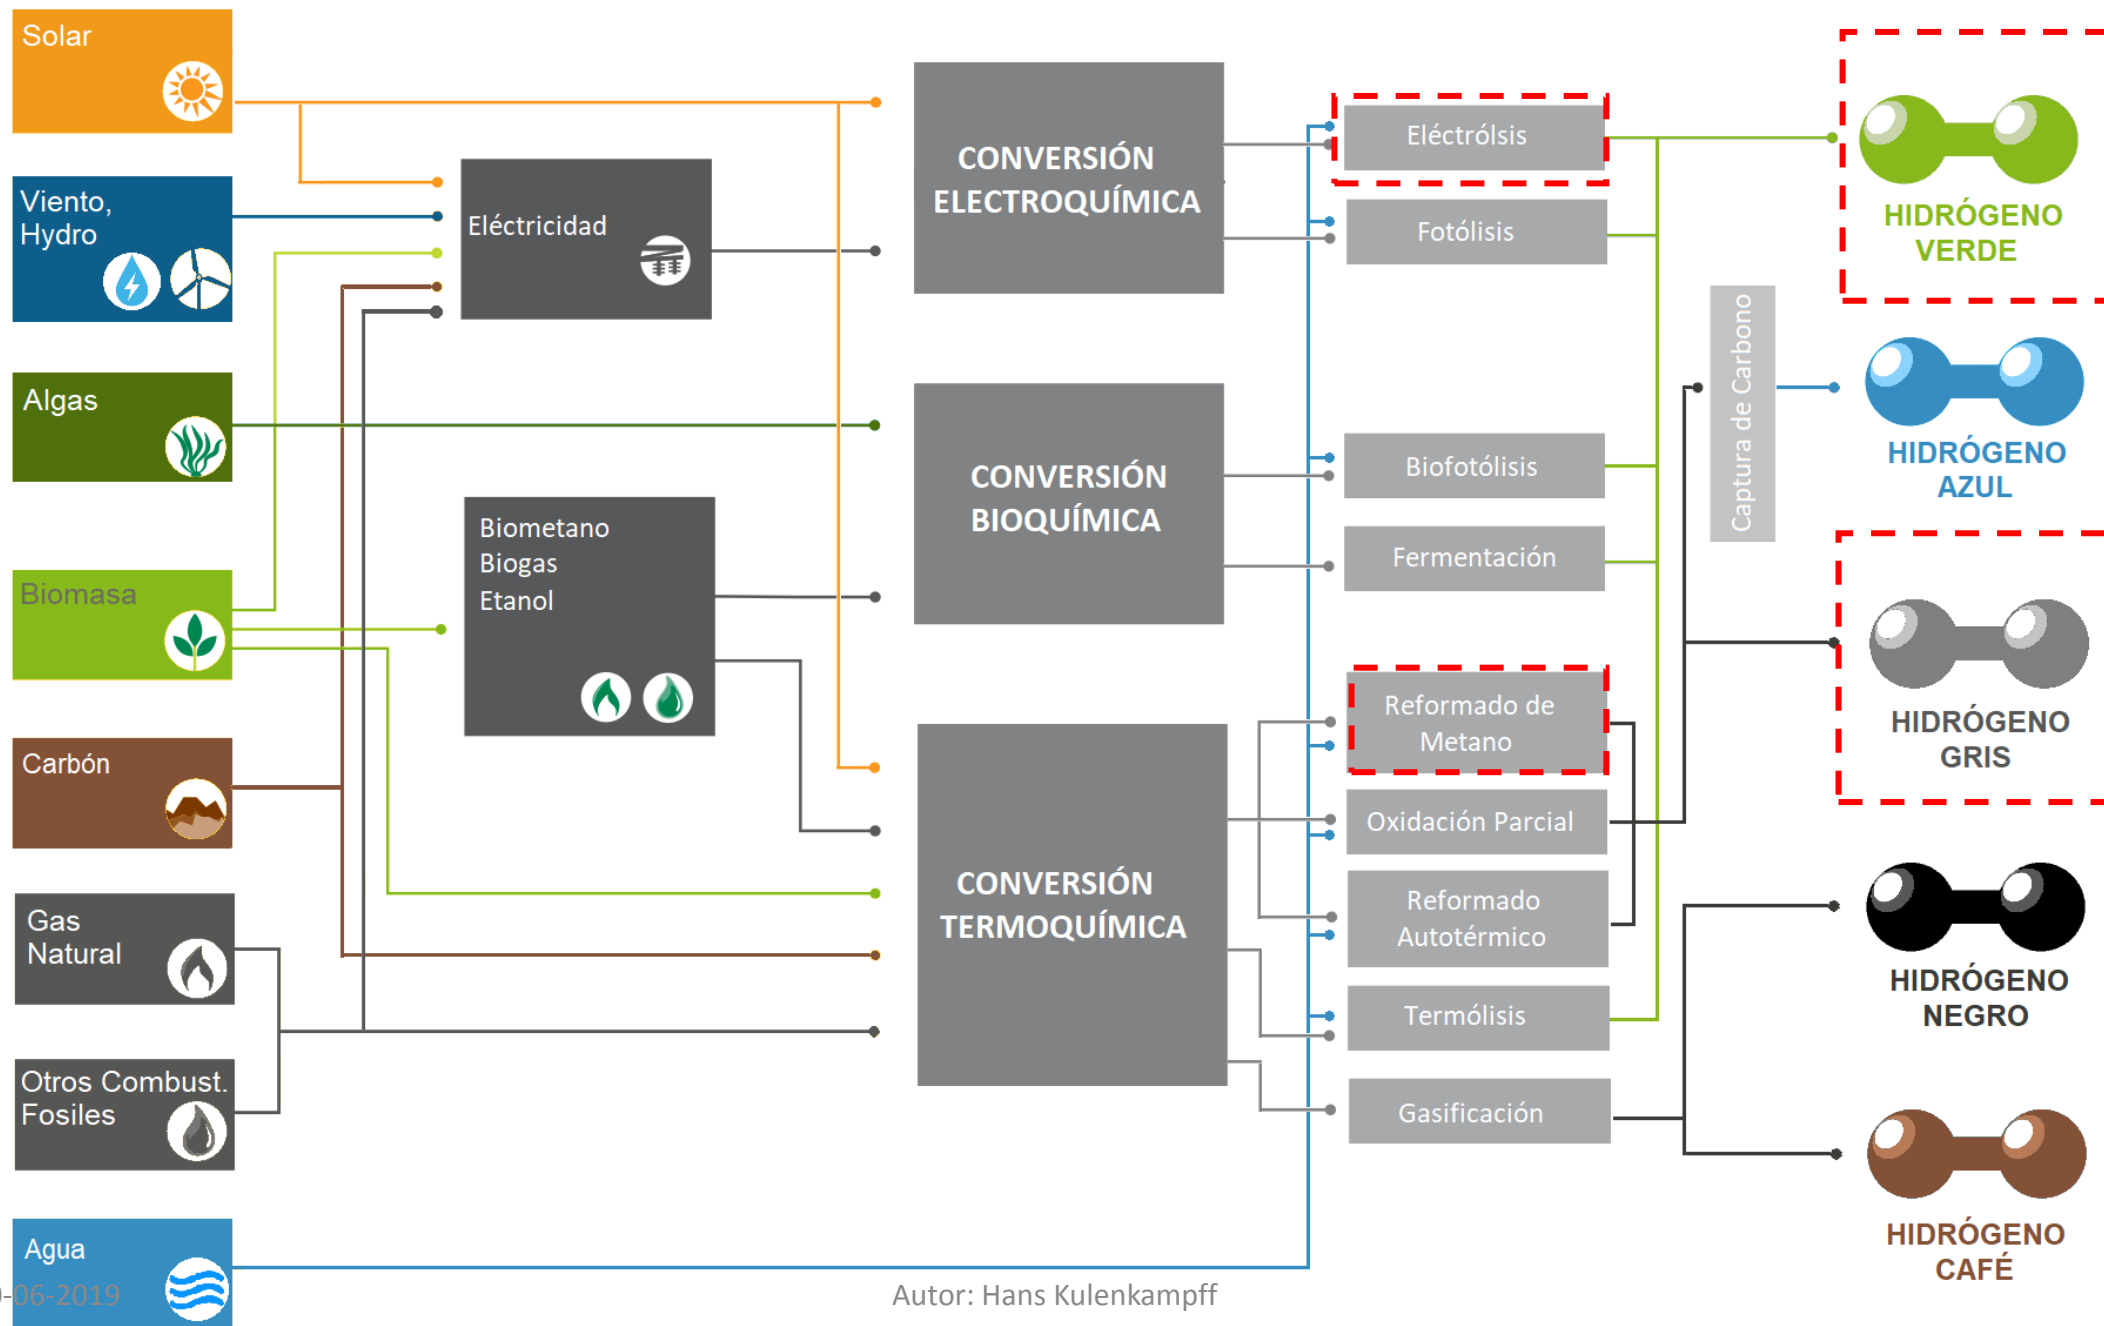 Solar
Viento,
Hydro
Algas
Biomasa
Carbón
Gas
Natural
Otros Combust.
Fosiles
Agua
Eléctricidad
Biometano
Biogas
Etanol
CONVERSIÓN
ELECTROQUÍMICA
CONVERSIÓN
BIOQUÍMICA
CONVERSIÓN
TERMOQUÍMICA
Eléctrólsis
Fotólisis
Biofotólisis
Fermentación
Reformado de
Metano
Oxidación Parcial
Reformado
Autotérmico
Termólisis
Gasificación
Captura de Carbono
HIDRÓGENO
VERDE
HIDRÓGENO
AZUL
HIDRÓGENO
GRIS
HIDRÓGENO
NEGRO
HIDRÓGENO
CAFÉ
-06-2019
Autor: Hans Kulenkampff